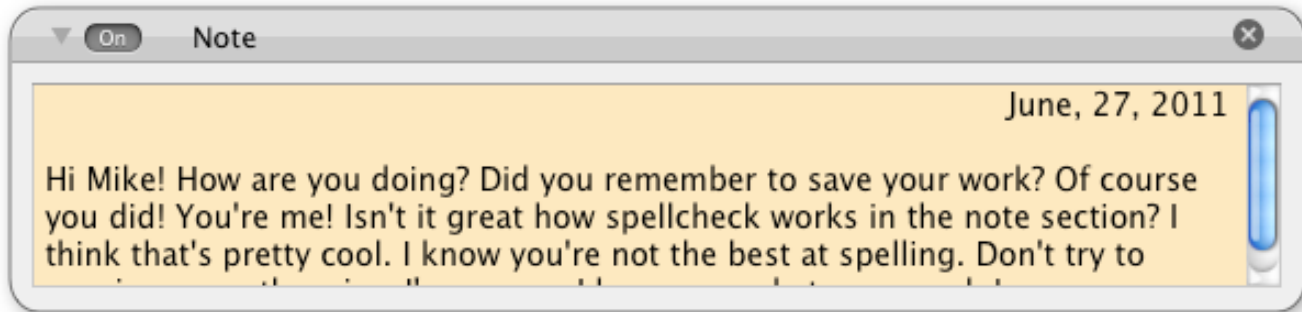 On Note
June, 27, 2011
Hi Mike! How are you doing? Did you remember to save your work? Of course
you did! You're me! Isn't it great how spellcheck works in the note section? I
think that's pretty cool. I know you're not the best at spelling. Don't try to